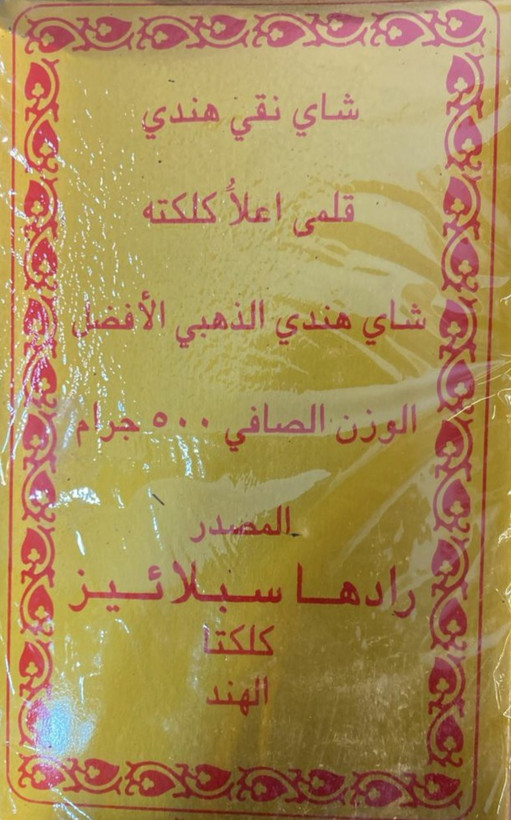 شاي نقي هندي
قلمى اعلاُ كلكته
شاي هندي الذهبي الأفضل
الوزن الصافي ٥٠٠ جرام
المصدر
رادها سبلائيز
كلكتا
الهند